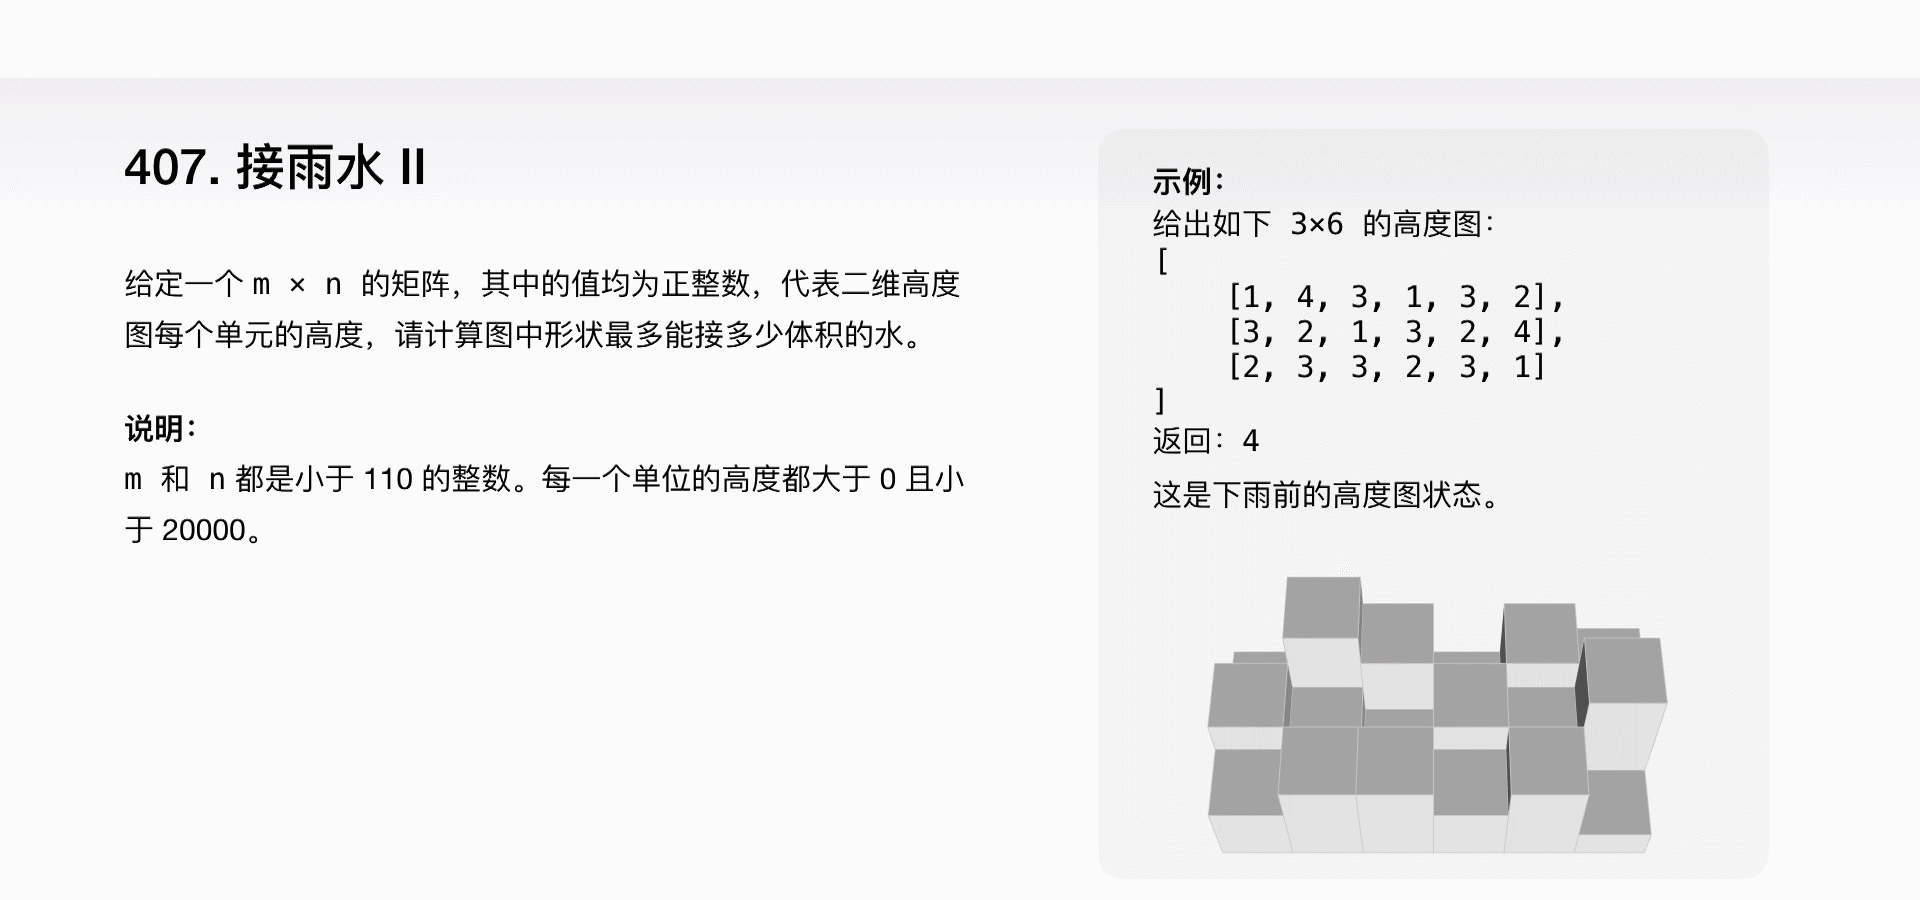 407. 接雨水 II
给定一个 m × n 的矩阵，其中的值均为正整数，代表二维高度
图每个单元的高度，请计算图中形状最多能接多少体积的水。
说明：
m 和 n 都是小于 110 的整数。每一个单位的高度都大于 0 且小
于 20000。
示例：
给出如下 3×6 的高度图：
[
[1, 4, 3, 1, 3, 2],
[3, 2, 1, 3, 2, 4],
[2, 3, 3, 2, 3, 1]
]
返回：4
这是下雨前的高度图状态。